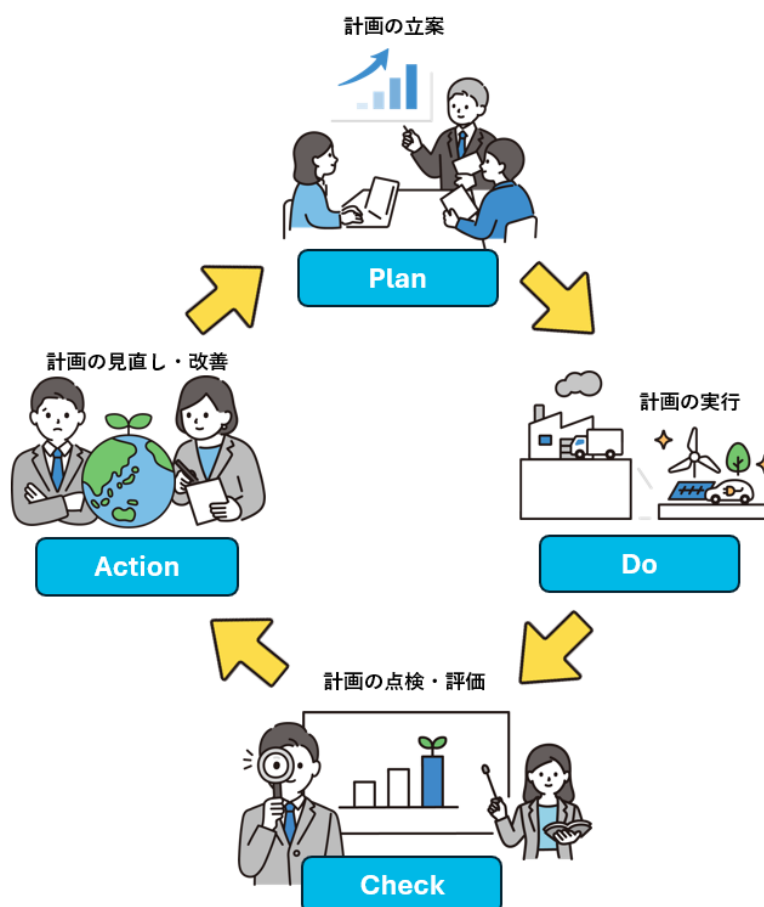 計画の立案
Plan
計画の実行
Do
計画の点検・評価
Check
計画の見直し・改善
Action